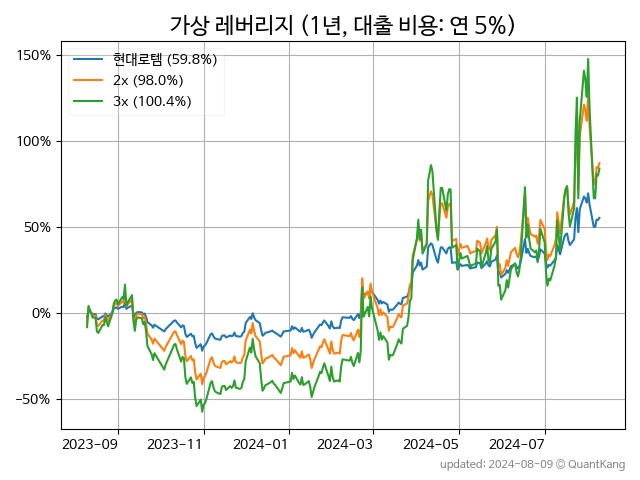 가상 레버리지 (1년, 대출 비용: 연 5%)
현대로템 (59.8%)
2x (98.0%)
3x (100.4%)
150%
100%
50%
0%
−50%
2023-09
2023-11
2024-01
2024-03
2024-05
2024-07
updated: 2024-08-09 © QuantKang